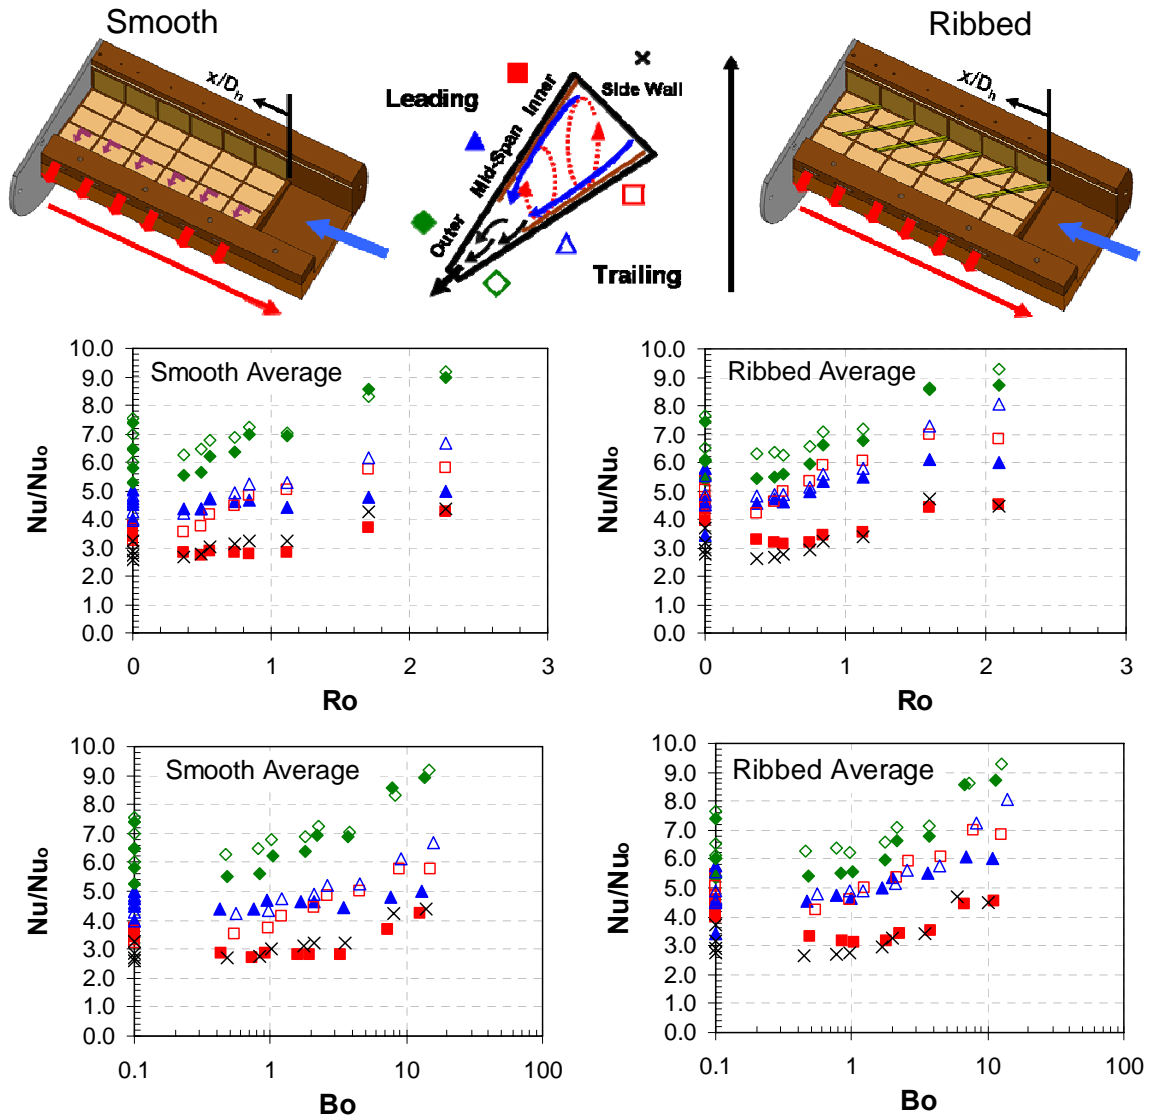 Smooth
Ribbed
x/Dh
Leading
Inner
Side Wall
x/Dh
Mid-Span
Outer
Trailing
10.0
9.0
8.0
7.0
6.0
5.0
4.0
3.0
2.0
1.0
0.0
Nu/Nuo
Smooth Average
0 1 2 3
Ro
10.0
9.0
8.0
7.0
6.0
5.0
4.0
3.0
2.0
1.0
0.0
Nu/Nuo
Ribbed Average
0 1 2 3
Ro
10.0
9.0
8.0
7.0
6.0
5.0
4.0
3.0
2.0
1.0
0.0
Nu/Nuo
Smooth Average
0.1 1 10 100
Bo
10.0
9.0
8.0
7.0
6.0
5.0
4.0
3.0
2.0
1.0
0.0
Nu/Nuo
Ribbed Average
0.1 1 10 100
Bo